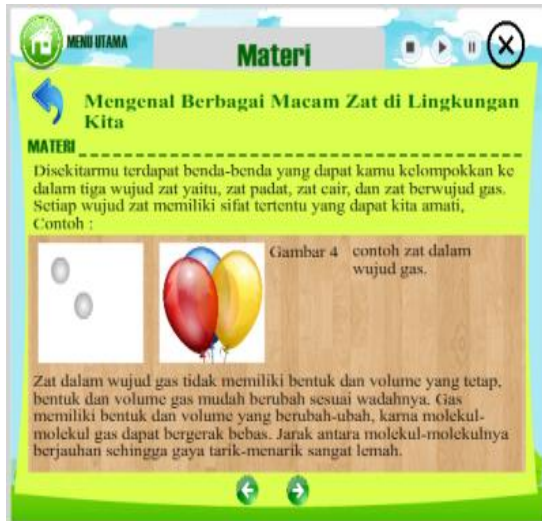 MENU UTAMA
Materi
X
Mengenal Berbagai Macam Zat di Lingkungan
Kita
MATERI
Disekitarmu terdapat benda-benda yang dapat kamu kelompokkan ke
dalam tiga wujud zat yaitu, zat padat, zat cair, dan zat berwujud gas.
Setiap wujud zat memiliki sifat tertentu yang dapat kita amati,
Contoh :
Gambar 4 contoh zat dalam
wujud gas.
Zat dalam wujud gas tidak memiliki bentuk dan volume yang tetap,
bentuk dan volume gas mudah berubah sesuai wadahnya. Gas
memiliki bentuk dan volume yang berubah-ubah, karna molekul-
molekul gas dapat bergerak bebas. Jarak antara molekul-molekulnya
berjauhan sehingga gaya tarik-menarik sangat lemah.